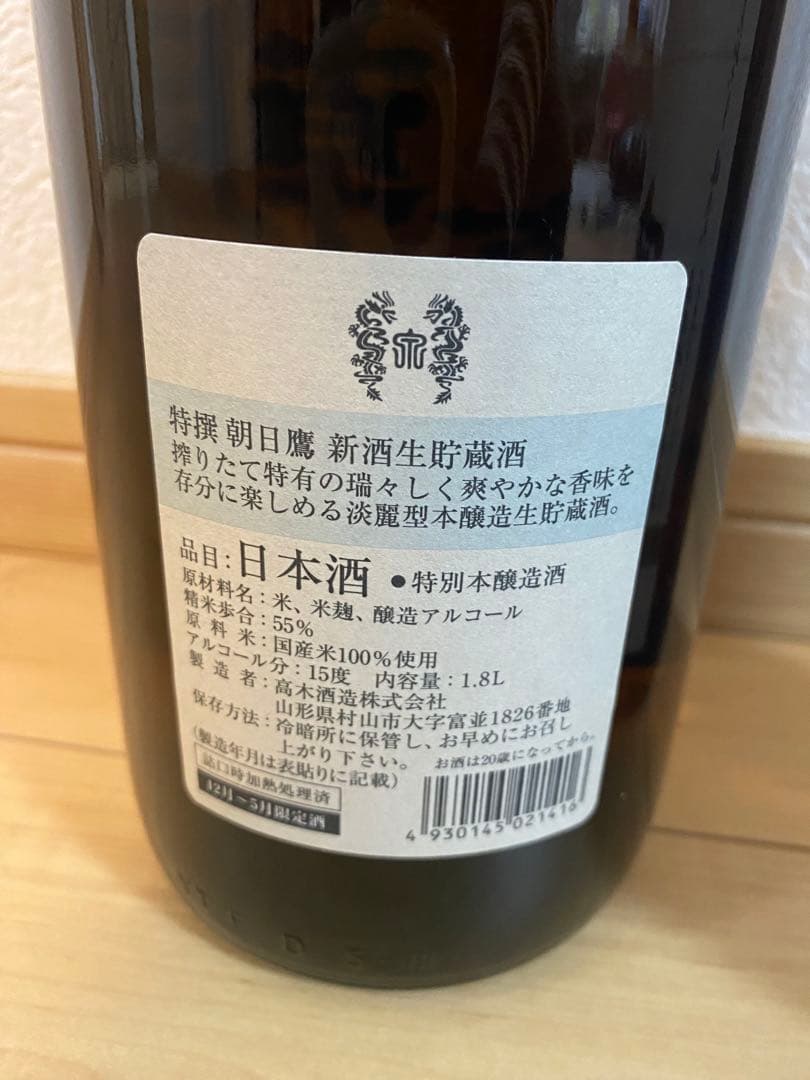 特撰 朝日鷹 新酒生貯蔵酒
搾りたて特有の瑞々しく爽やかな香味を
存分に楽しめる淡麗型本醸造生貯蔵酒。
品目：日本酒 ●特別本醸造酒
原材料名：米、米麹、醸造アルコール
精米歩合：55%
原料米：国産米100％使用
アルコール分：15度 内容量：1.8L
製造者：高木酒造株式会社
山形県村山市大字富並1826番地
保存方法：冷暗所に保管し、お早めにお召し
上がり下さい。
お酒は20歳になってから。
(製造年月は表貼りに記載)
詰口時加熱処理済
12月〜5月限定酒
4 930145 021416